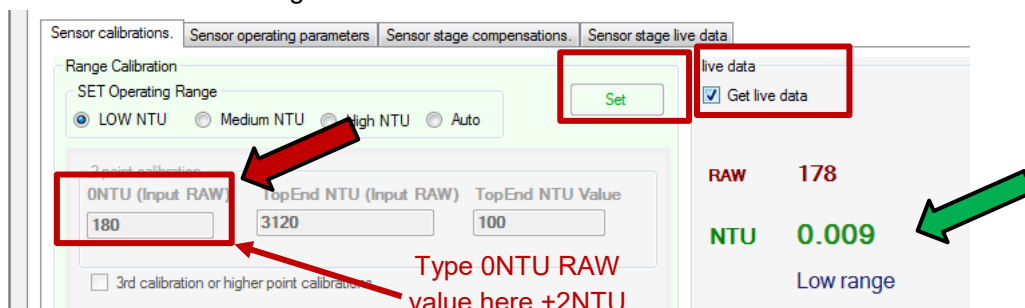 Sensor calibrations. Sensor operating parameters Sensor stage compensations. Sensor stage live data
Range Calibration
SET Operating Range
LOW NTU Medium NTU High NTU Auto
Set
live data
Get live data
2 point calibration
0NTU (Input RAW) TopEnd NTU (Input RAW) TopEnd NTU Value
180 3120 100
3rd calibration or higher point calibrations
Type 0NTU RAW
value here +2NTU
RAW 178
NTU 0.009
Low range